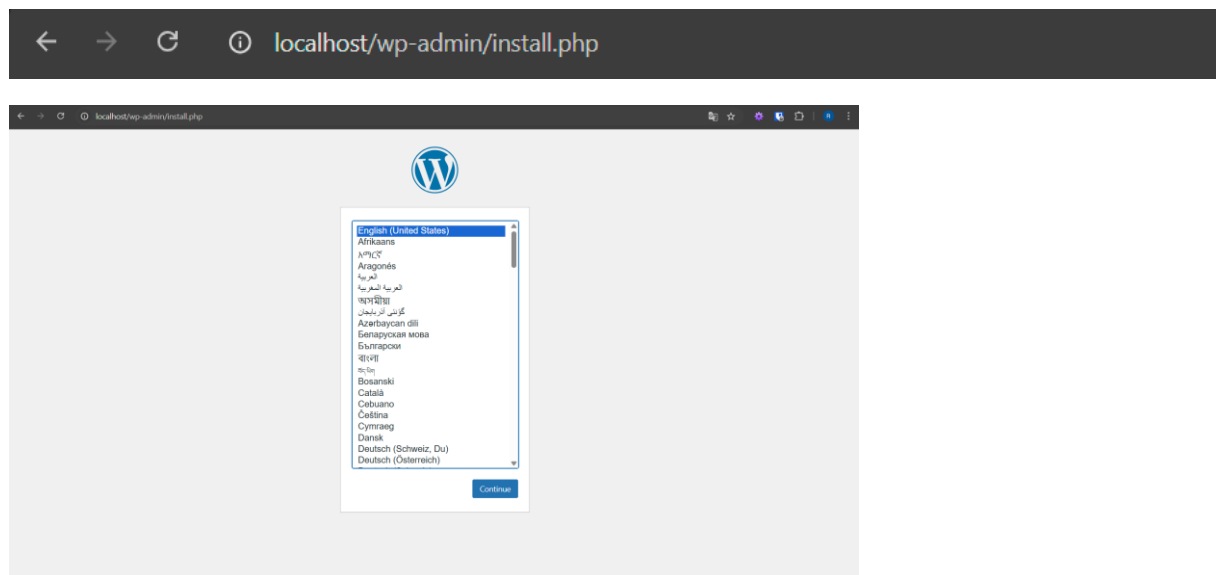 localhost/wp-admin/install.php
localhost/wp-admin/install.php
English (United States)
Afrikaans
አማርኛ
Aragonés
العربية
العربية المغربية
অসমীয়া
گؤنئی آذربایجان
Azərbaycan dili
Беларуская мова
Български
বাংলা
བོད་ཡིག
Bosanski
Català
Cebuano
Čeština
Cymraeg
Dansk
Deutsch (Schweiz, Du)
Deutsch (Österreich)
Continue